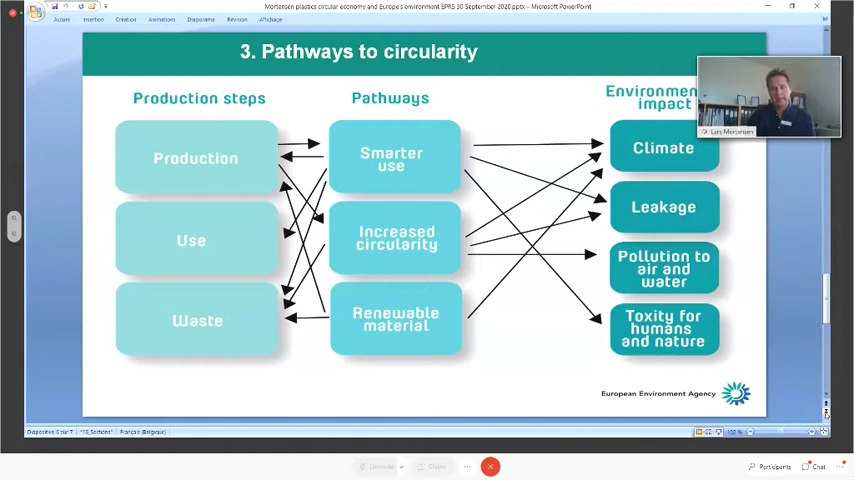 Mortensen plastics circular economy and Europe's environment EPRS 30 September 2020.pptx - Microsoft PowerPoint
Accueil Insertion Création Animations Diaporama Révision Affichage
3. Pathways to circularity
Production steps
Pathways
impact
Lars Mortensen
Production
Use
Waste
Smarter
use
Increased
circularity
Renewable
material
Climate
Leakage
Pollution to
air and
water
Toxity for
humans
and nature
European Environment Agency
Diapositive 6 sur 7 "16_Sections" Français (Belgique)
102 %
Unmute Share
Participants Chat